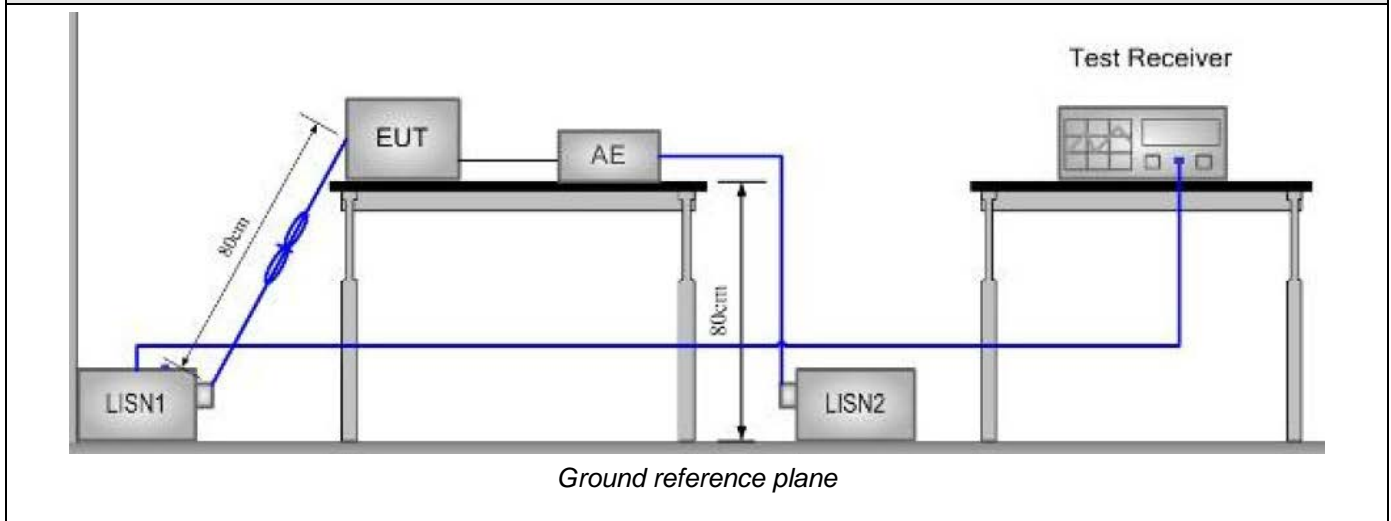 Test Receiver
EUT
AE
80cm
80cm
LISN1
LISN2
Ground reference plane